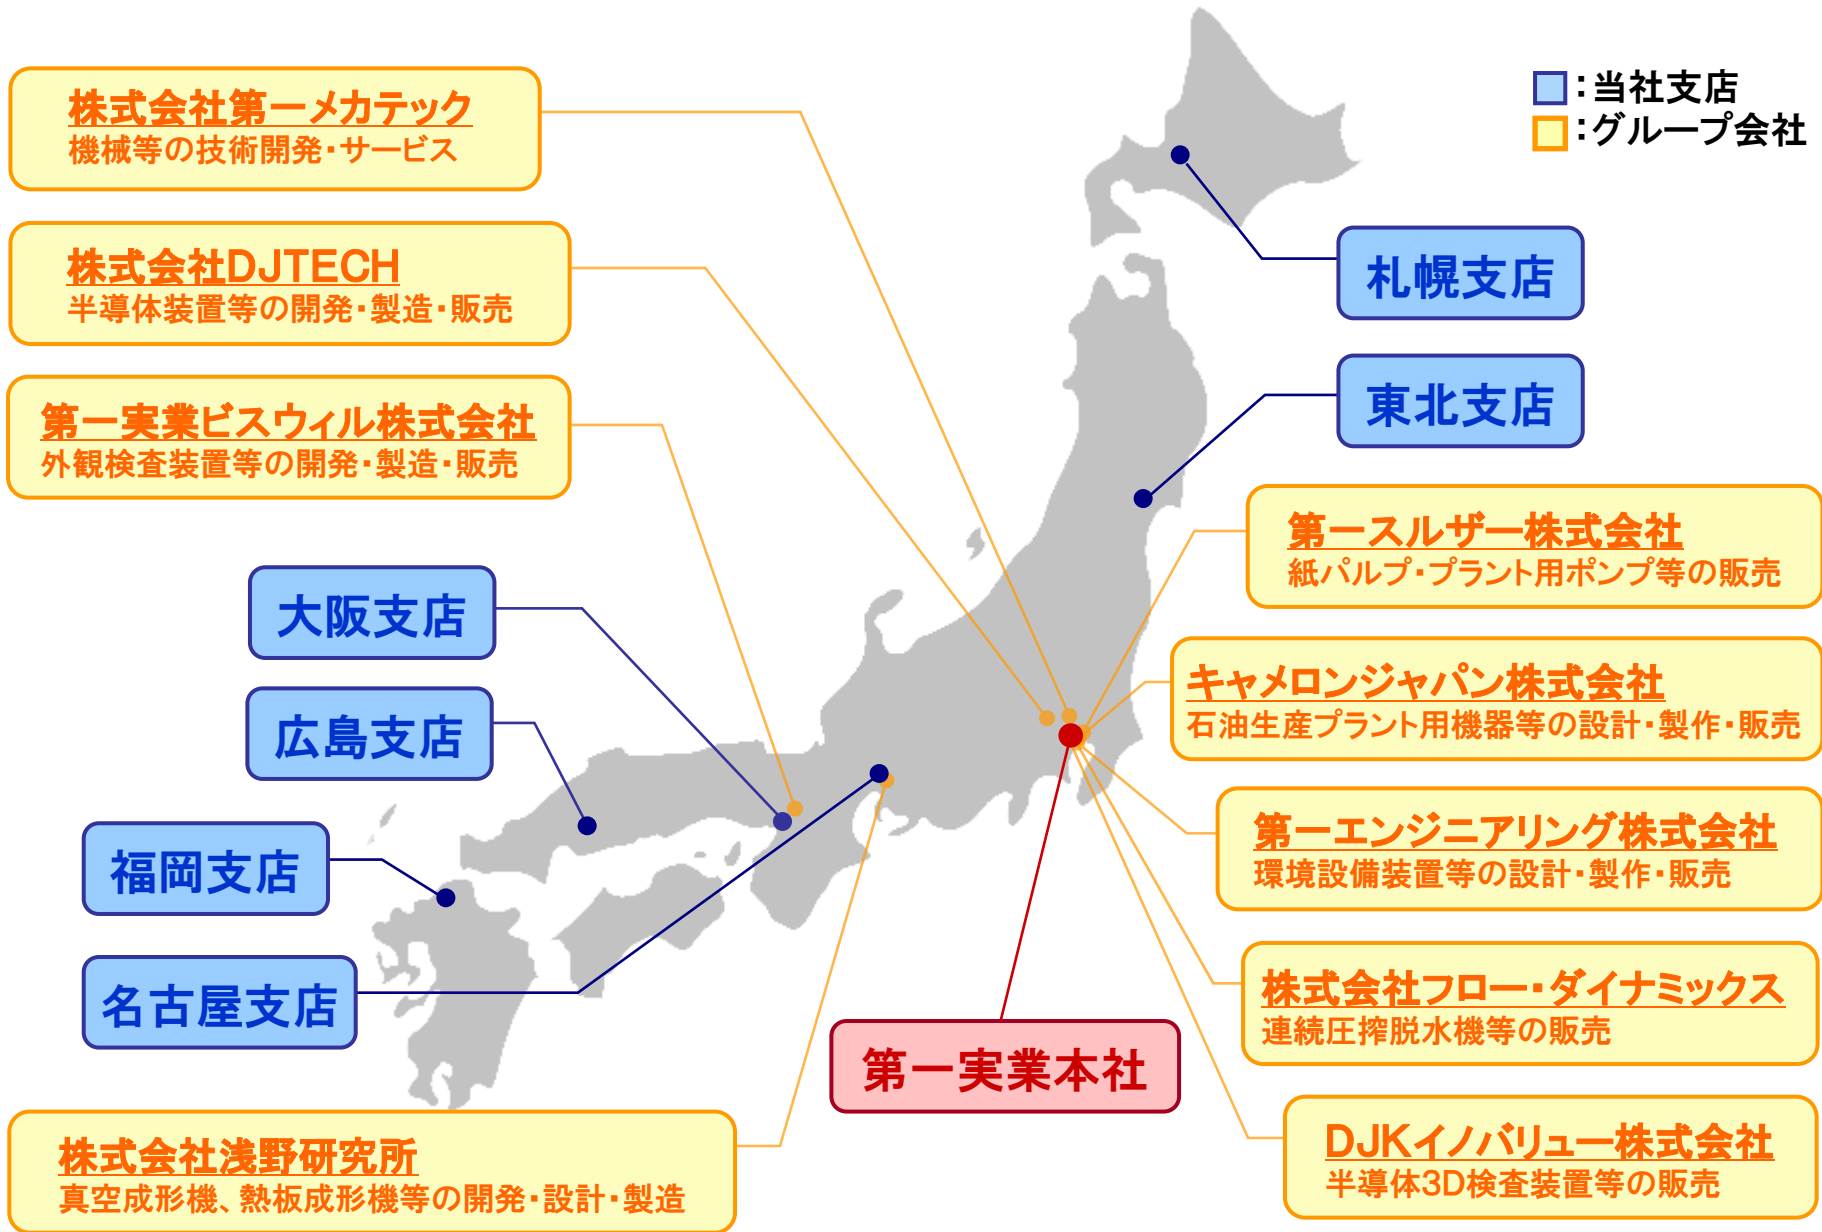 株式会社第一メカテック
機械等の技術開発・サービス
:当社支店
:グループ会社
株式会社DJTECH
半導体装置等の開発・製造・販売
札幌支店
第一実業ビスウィル株式会社
外観検査装置等の開発・製造・販売
東北支店
第一スルザー株式会社
紙パルプ・プラント用ポンプ等の販売
大阪支店
キャメロンジャパン株式会社
石油生産プラント用機器等の設計・製作・販売
広島支店
第一エンジニアリング株式会社
環境設備装置等の設計・製作・販売
福岡支店
株式会社フロー・ダイナミックス
連続圧搾脱水機等の販売
名古屋支店
第一実業本社
株式会社浅野研究所
真空成形機、熱板成形機等の開発・設計・製造
DJKイノバリュー株式会社
半導体3D検査装置等の販売